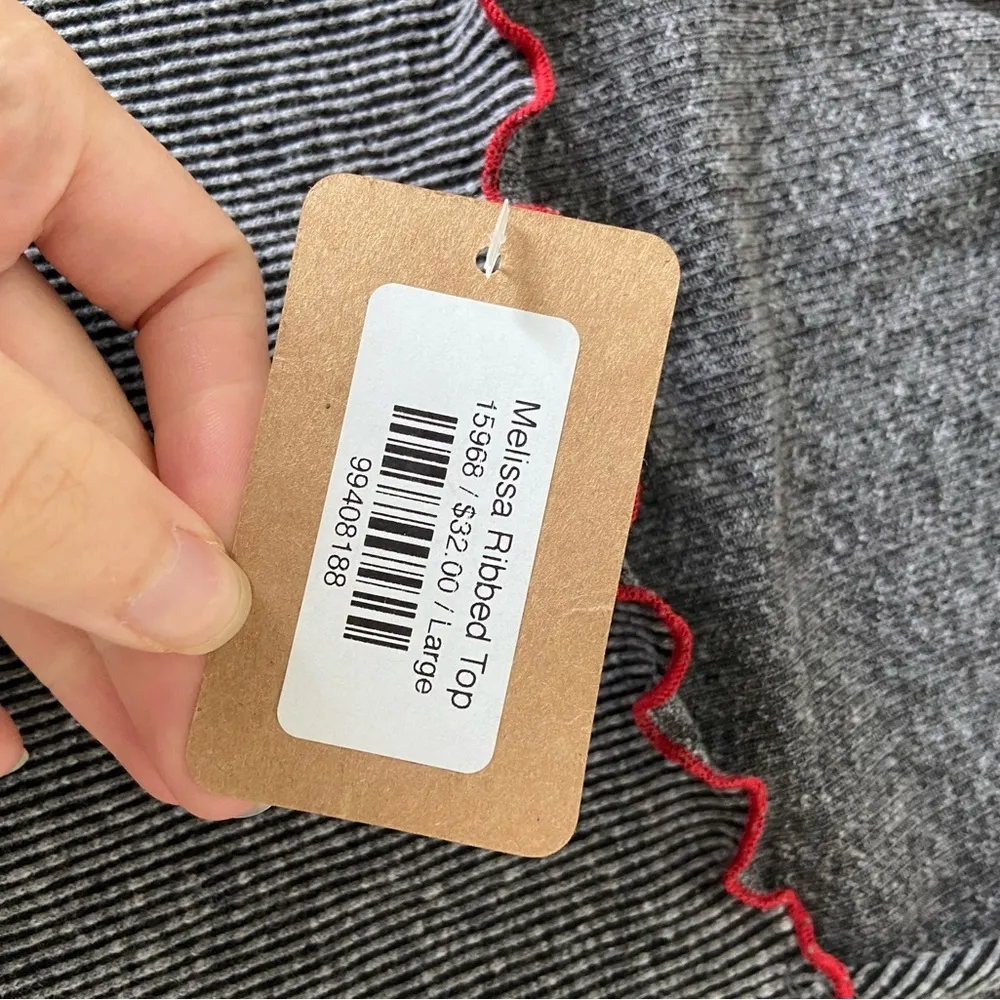 Melissa Ribbed Top
15968 / $32.00 / Large
99408188